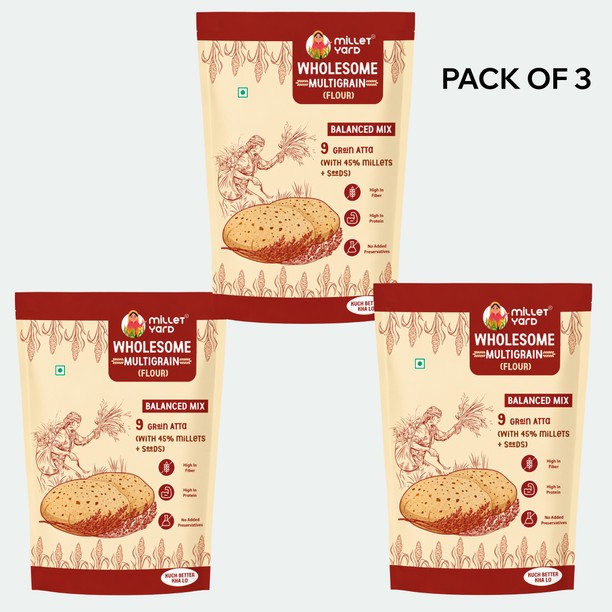 PACK OF 3
millet® yard
WHOLESOME
MULTIGRAIN
(FLOUR)
BALANCED MIX
9 Grain Atta
(With 45% millets
+ Seeds)
High In
Fiber
High In
Protein
No Added
Preservatives
KUCH BETTER
KHA LO
millet® yard
WHOLESOME
MULTIGRAIN
(FLOUR)
BALANCED MIX
9 Grain Atta
(With 45% millets
+ Seeds)
High In
Fiber
High In
Protein
No Added
Preservatives
KUCH BETTER
KHA LO
millet® yard
WHOLESOME
MULTIGRAIN
(FLOUR)
BALANCED MIX
9 Grain Atta
(With 45% millets
+ Seeds)
High In
Fiber
High In
Protein
No Added
Preservatives
KUCH BETTER
KHA LO